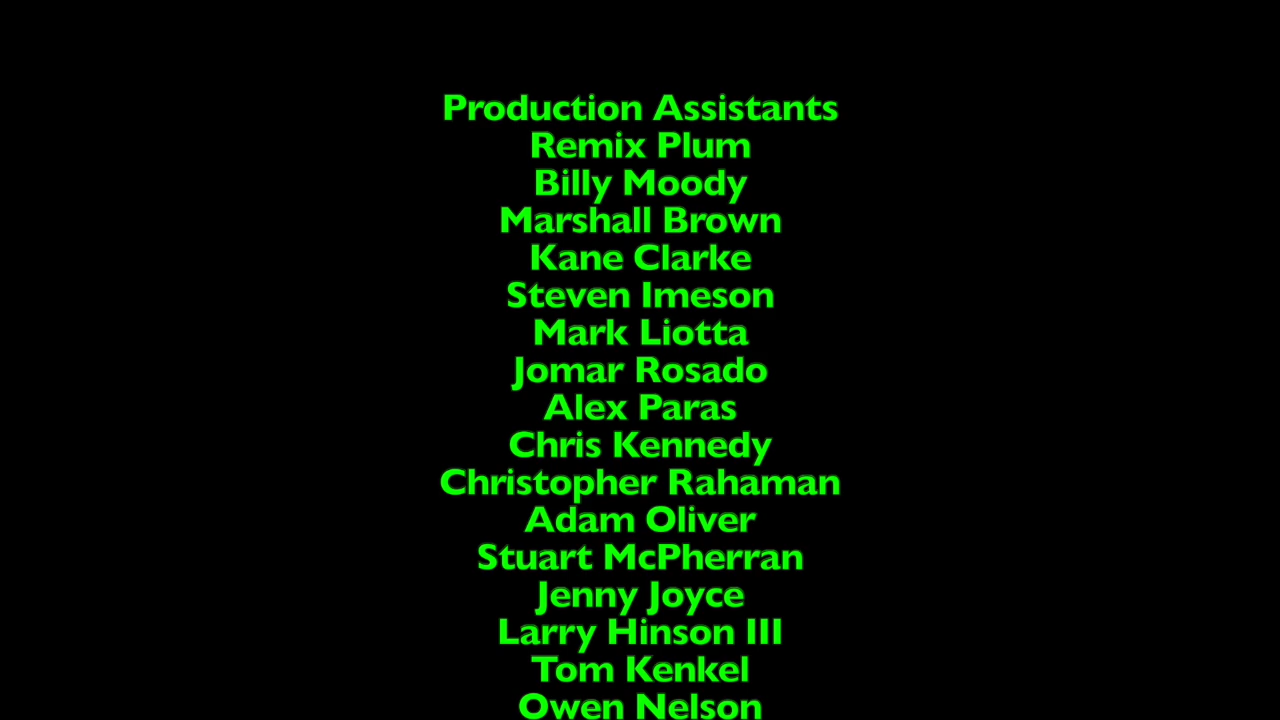 Production Assistants
Remix Plum
Billy Moody
Marshall Brown
Kane Clarke
Steven Imeson
Mark Liotta
Jomar Rosado
Alex Paras
Chris Kennedy
Christopher Rahaman
Adam Oliver
Stuart McPherran
Jenny Joyce
Larry Hinson III
Tom Kenkel
Owen Nelson